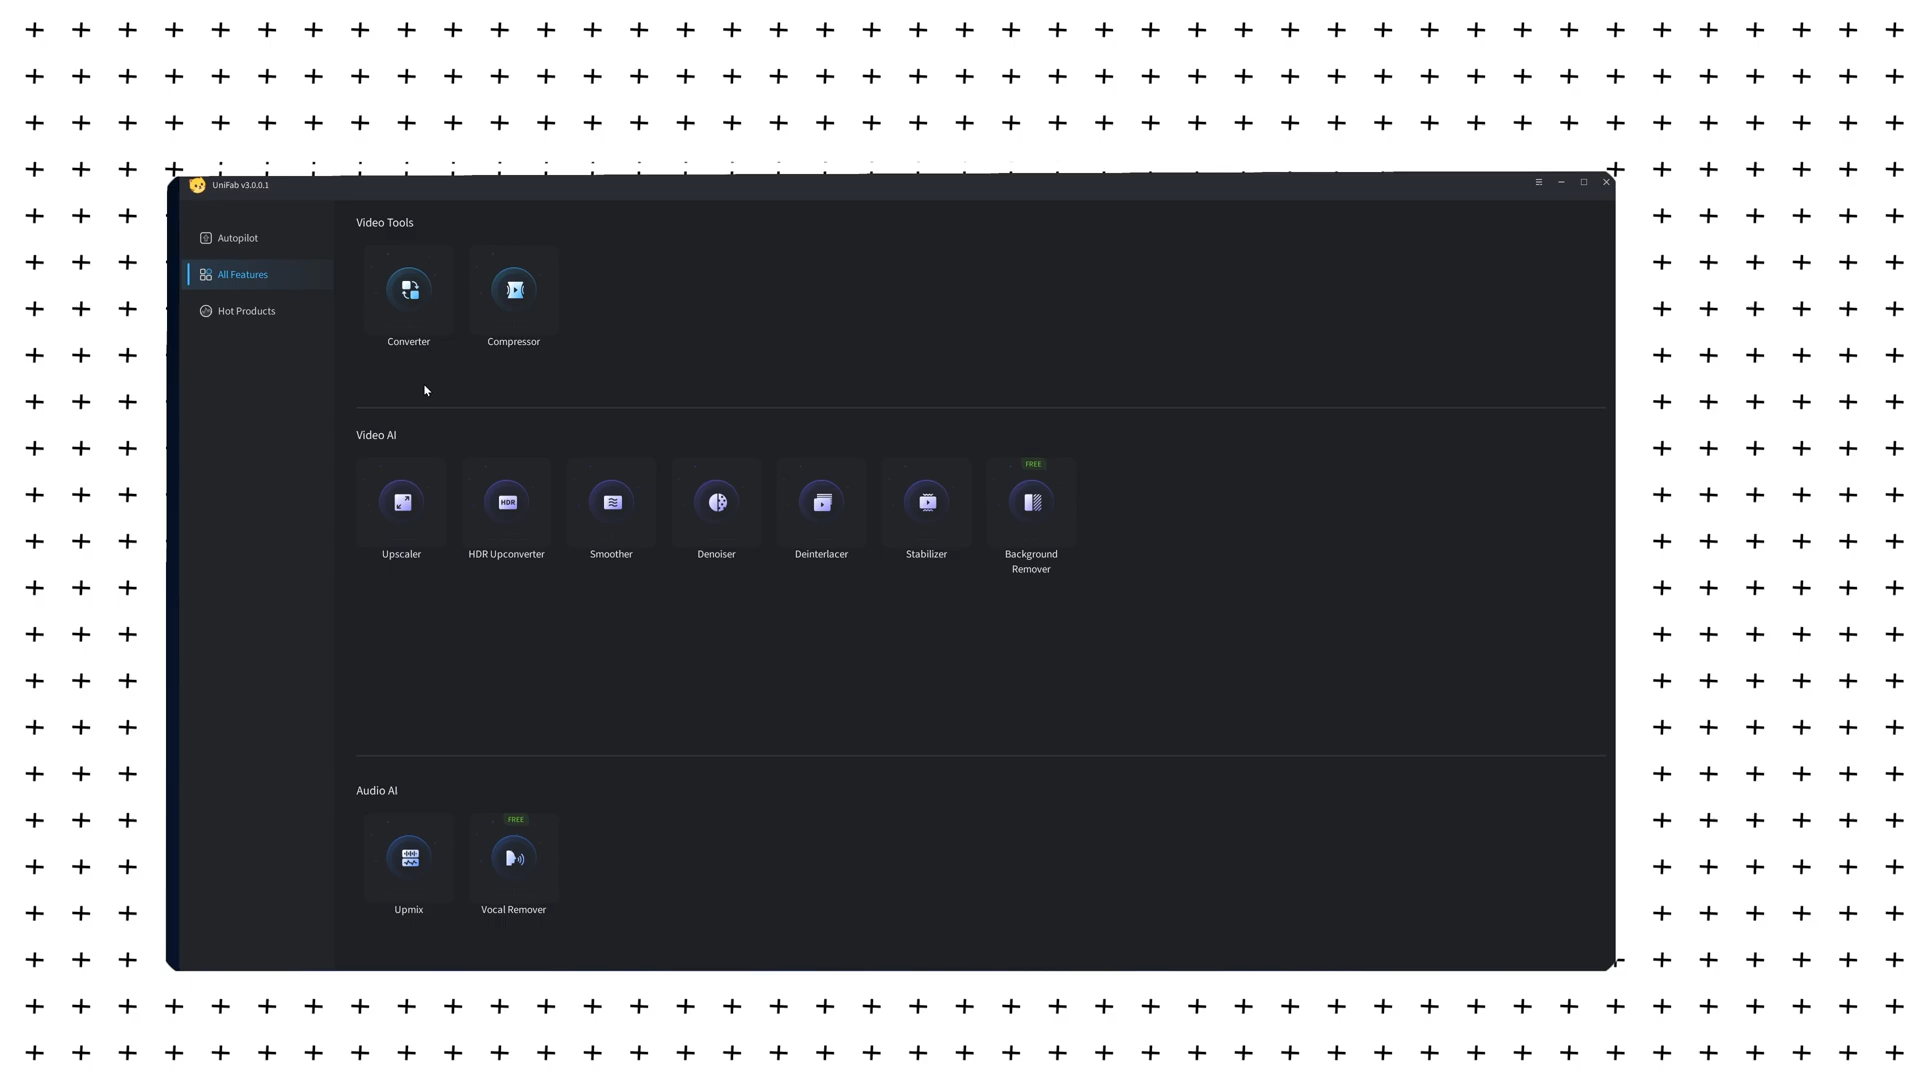 UniFab v3.0.0.1
Autopilot
All Features
Hot Products
Video Tools
Converter
Compressor
Video AI
FREE
HDR
Upscaler
HDR Upconverter
Smoother
Denoiser
Deinterlacer
Stabilizer
Background
Remover
Audio AI
FREE
Upmix
Vocal Remover